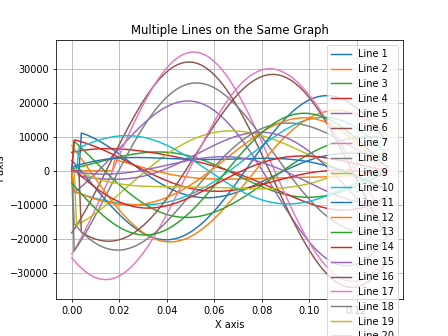 Multiple Lines on the Same Graph
30000
20000
10000
0
−10000
−20000
−30000
0.00
0.02
0.04
0.06
0.08
0.10
X axis
Line 1
Line 2
Line 3
Line 4
Line 5
Line 6
Line 7
Line 8
Line 9
Line 10
Line 11
Line 12
Line 13
Line 14
Line 15
Line 16
Line 17
Line 18
Line 19
Line 20